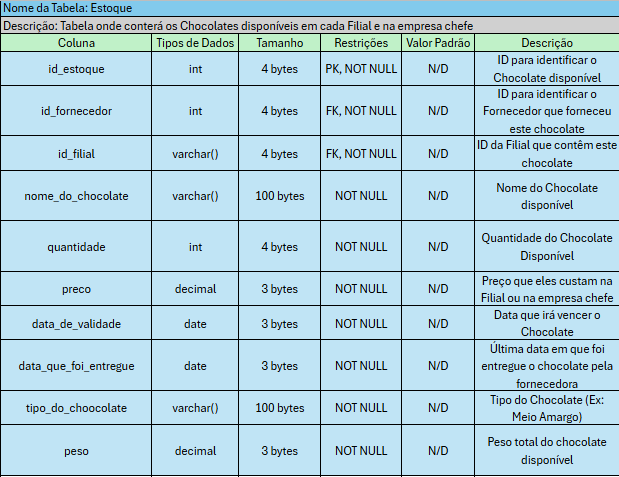 Nome da Tabela: Estoque
Descrição: Tabela onde conterá os Chocolates disponíveis em cada Filial e na empresa chefe
Coluna Tipos de Dados Tamanho Restrições Valor Padrão Descrição
id_estoque int 4 bytes PK, NOT NULL N/D ID para identificar o
Chocolate disponível
id_fornecedor int 4 bytes FK, NOT NULL N/D ID para identificar o
Fornecedor que forneceu
este chocolate
id_filial varchar() 4 bytes FK, NOT NULL N/D ID da Filial que contêm este
chocolate
nome_do_chocolate varchar() 100 bytes NOT NULL N/D Nome do Chocolate
disponível
quantidade int 4 bytes NOT NULL N/D Quantidade do Chocolate
Disponível
preco decimal 3 bytes NOT NULL N/D Preço que eles custam na
Filial ou na empresa chefe
data_de_validade date 3 bytes NOT NULL N/D Data que irá vencer o
Chocolate
data_que_foi_entregue date 3 bytes NOT NULL N/D Última data em que foi
entregue o chocolate pela
fornecedora
tipo_do_choocolate varchar() 100 bytes NOT NULL N/D Tipo do Chocolate (Ex:
Meio Amargo)
peso decimal 3 bytes NOT NULL N/D Peso total do chocolate
disponível